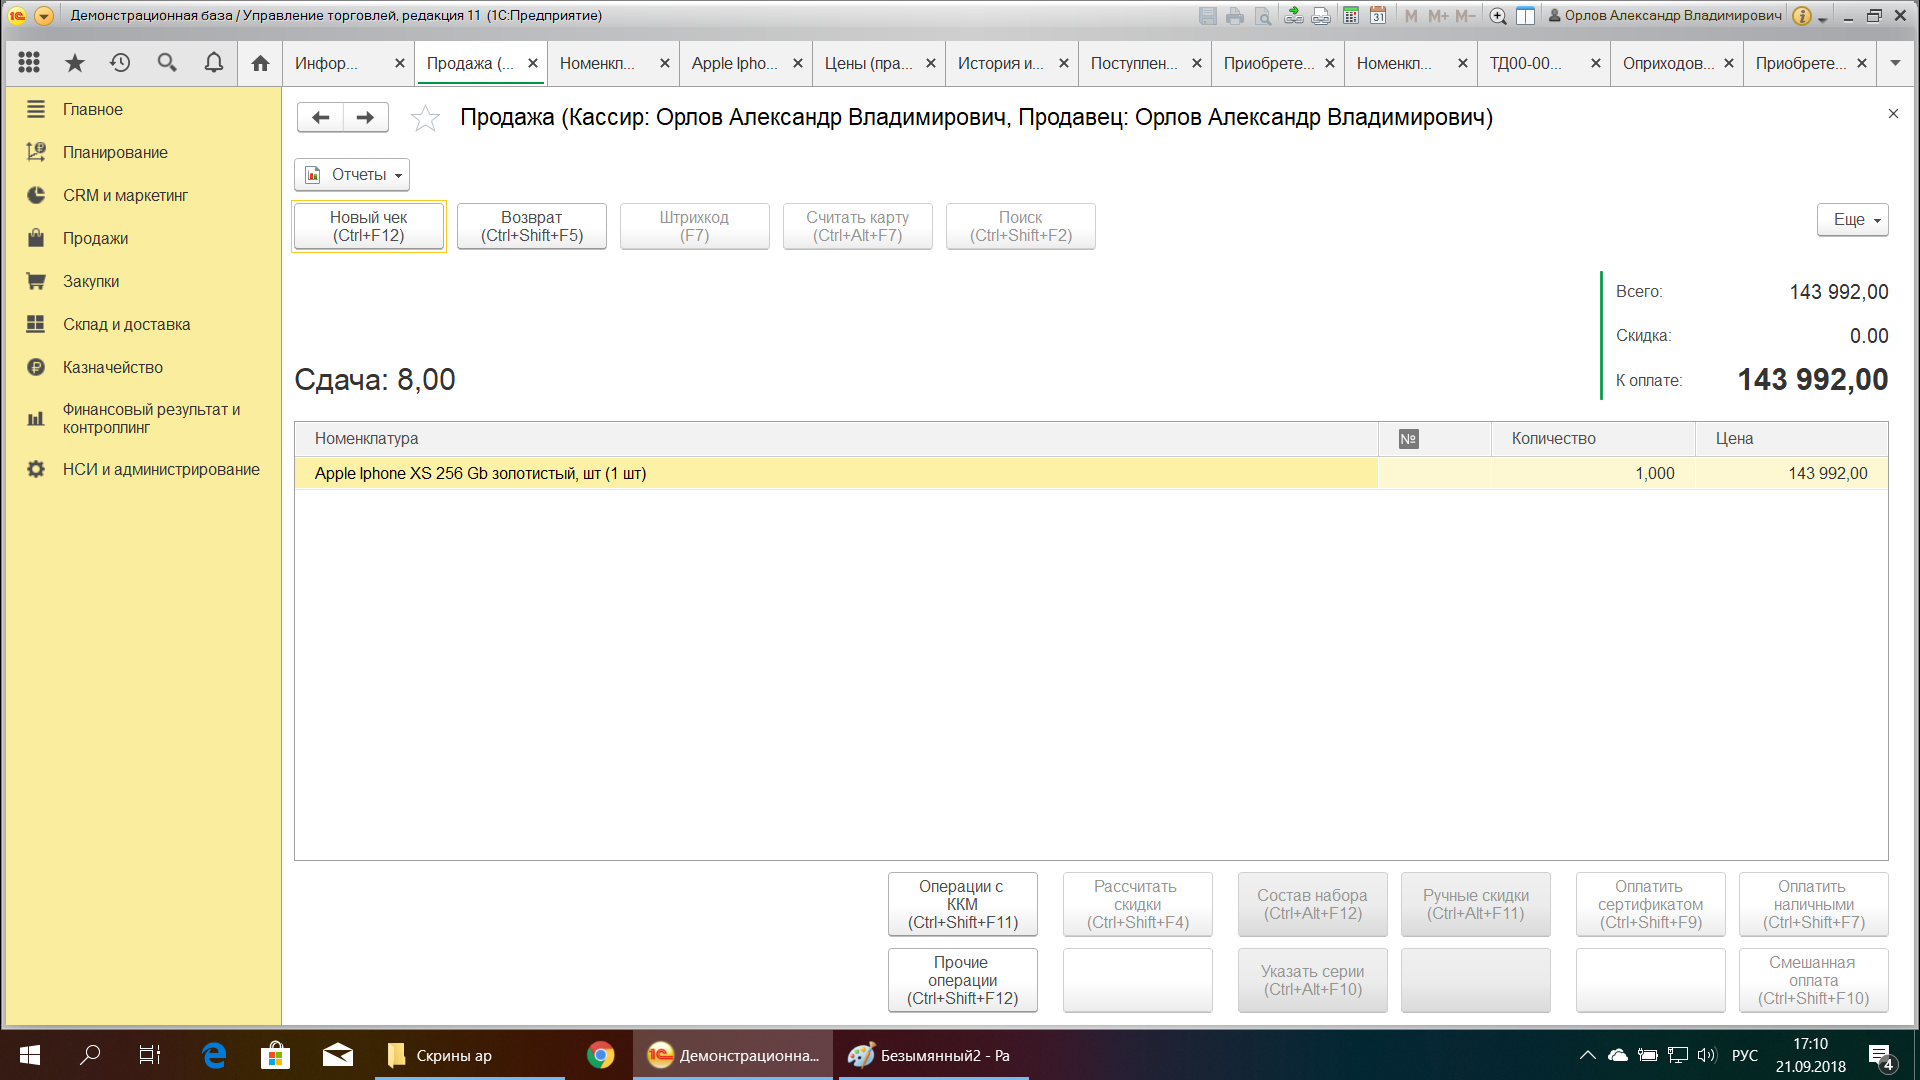 Демонстрационная база / Управление торговлей, редакция 11 (1С:Предприятие)
M M+ M-
Орлов Александр Владимирович
Инфор...
Продажа (...
Номенкл...
Apple Ipho...
Цены (пра...
История и...
Поступлен...
Приобрете...
Номенкл...
ТД00-00...
Оприходов...
Приобрете...
Главное
Планирование
CRM и маркетинг
Продажи
Закупки
Склад и доставка
Казначейство
Финансовый результат и
контроллинг
НСИ и администрирование
Продажа (Кассир: Орлов Александр Владимирович, Продавец: Орлов Александр Владимирович)
Отчеты
Новый чек
(Ctrl+F12)
Возврат
(Ctrl+Shift+F5)
Штрихкод
(F7)
Считать карту
(Ctrl+Alt+F7)
Поиск
(Ctrl+Shift+F2)
Еще
Всего: 143 992,00
Скидка: 0.00
К оплате: 143 992,00
Сдача: 8,00
Номенклатура № Количество Цена
Apple Iphone XS 256 Gb золотистый, шт (1 шт) 1,000 143 992,00
Операции с
ККМ
(Ctrl+Shift+F11)
Рассчитать
скидки
(Ctrl+Shift+F4)
Состав набора
(Ctrl+Alt+F12)
Ручные скидки
(Ctrl+Alt+F11)
Оплатить
сертификатом
(Ctrl+Shift+F9)
Оплатить
наличными
(Ctrl+Shift+F7)
Прочие
операции
(Ctrl+Shift+F12)
Указать серии
(Ctrl+Alt+F10)
Смешанная
оплата
(Ctrl+Shift+F10)
Скрины ар
Демонстрационна...
Безымянный2 - Pa
РУС
17:10
21.09.2018
4